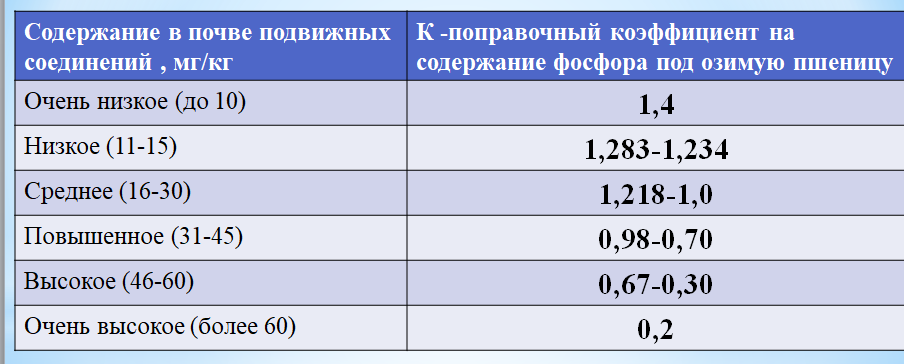 Содержание в почве подвижных
соединений , мг/кг
К -поправочный коэффициент на
содержание фосфора под озимую пшеницу
Очень низкое (до 10)
1,4
Низкое (11-15)
1,283-1,234
Среднее (16-30)
1,218-1,0
Повышенное (31-45)
0,98-0,70
Высокое (46-60)
0,67-0,30
Очень высокое (более 60)
0,2